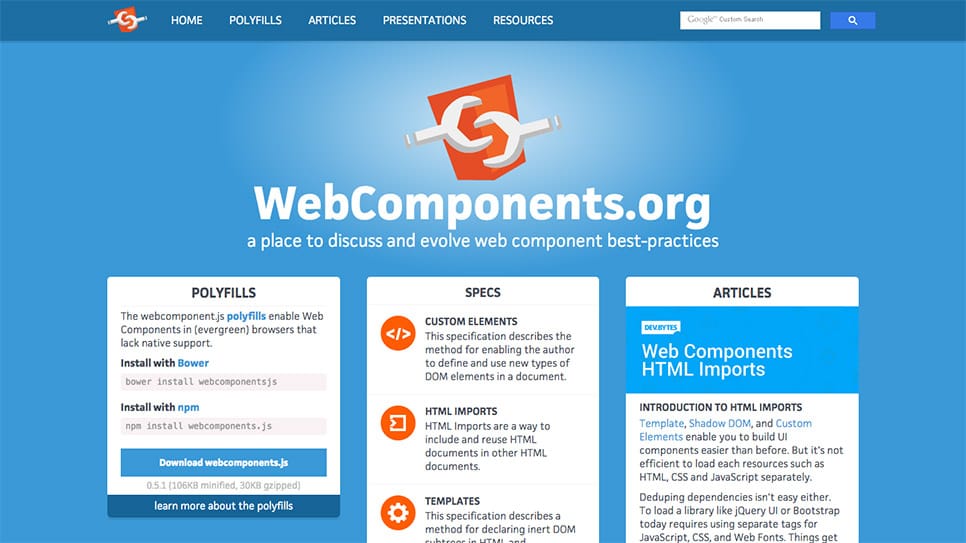 HOME POLYFILLS ARTICLES PRESENTATIONS RESOURCES
Google™ Custom Search
WebComponents.org
a place to discuss and evolve web component best-practices
POLYFILLS
The webcomponent.js polyfills enable Web
Components in (evergreen) browsers that
lack native support.
Install with Bower
bower install webcomponentsjs
Install with npm
npm install webcomponents.js
Download webcomponents.js
0.5.1 (106KB minified, 30KB gzipped)
learn more about the polyfills
SPECS
</>
CUSTOM ELEMENTS
This specification describes the
method for enabling the author
to define and use new types of
DOM elements in a document.
HTML IMPORTS
HTML Imports are a way to
include and reuse HTML
documents in other HTML
documents.
TEMPLATES
This specification describes a
method for declaring inert DOM
subtrees in HTML and
ARTICLES
DEVBYTES
Web Components
HTML Imports
INTRODUCTION TO HTML IMPORTS
Template, Shadow DOM, and Custom
Elements enable you to build UI
components easier than before. But it's not
efficient to load each resources such as
HTML, CSS and JavaScript separately.
Deduping dependencies isn't easy either.
To load a library like jQuery UI or Bootstrap
today requires using separate tags for
JavaScript, CSS, and Web Fonts. Things get